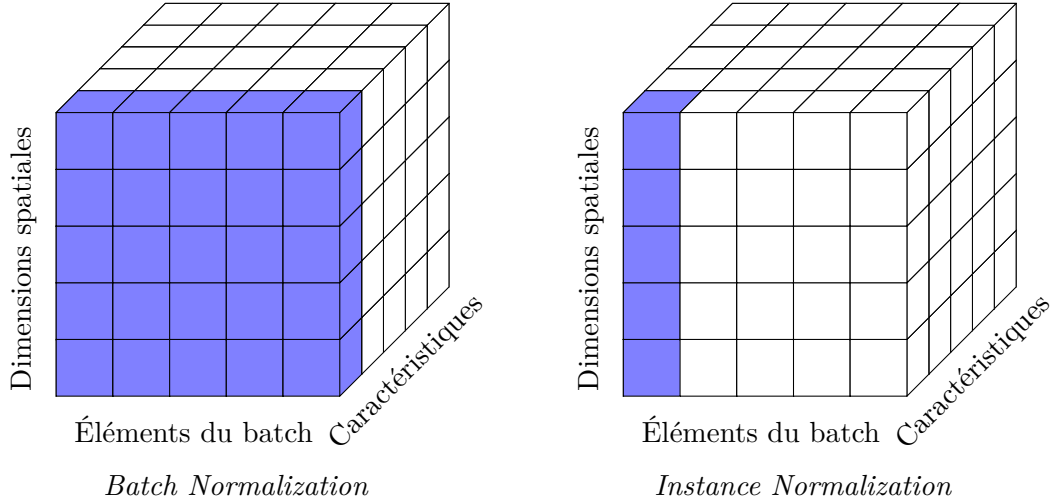 Dimensions spatiales
Éléments du batch
Caractéristiques
Batch Normalization
Dimensions spatiales
Éléments du batch
Caractéristiques
Instance Normalization